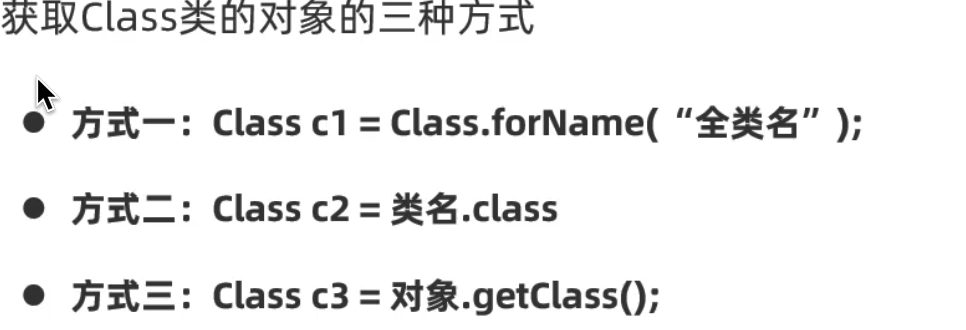 获取Class类的对象的三种方式
● 方式一：Class c1 = Class.forName( “全类名” );
● 方式二：Class c2 = 类名.class
● 方式三：Class c3 = 对象.getClass();